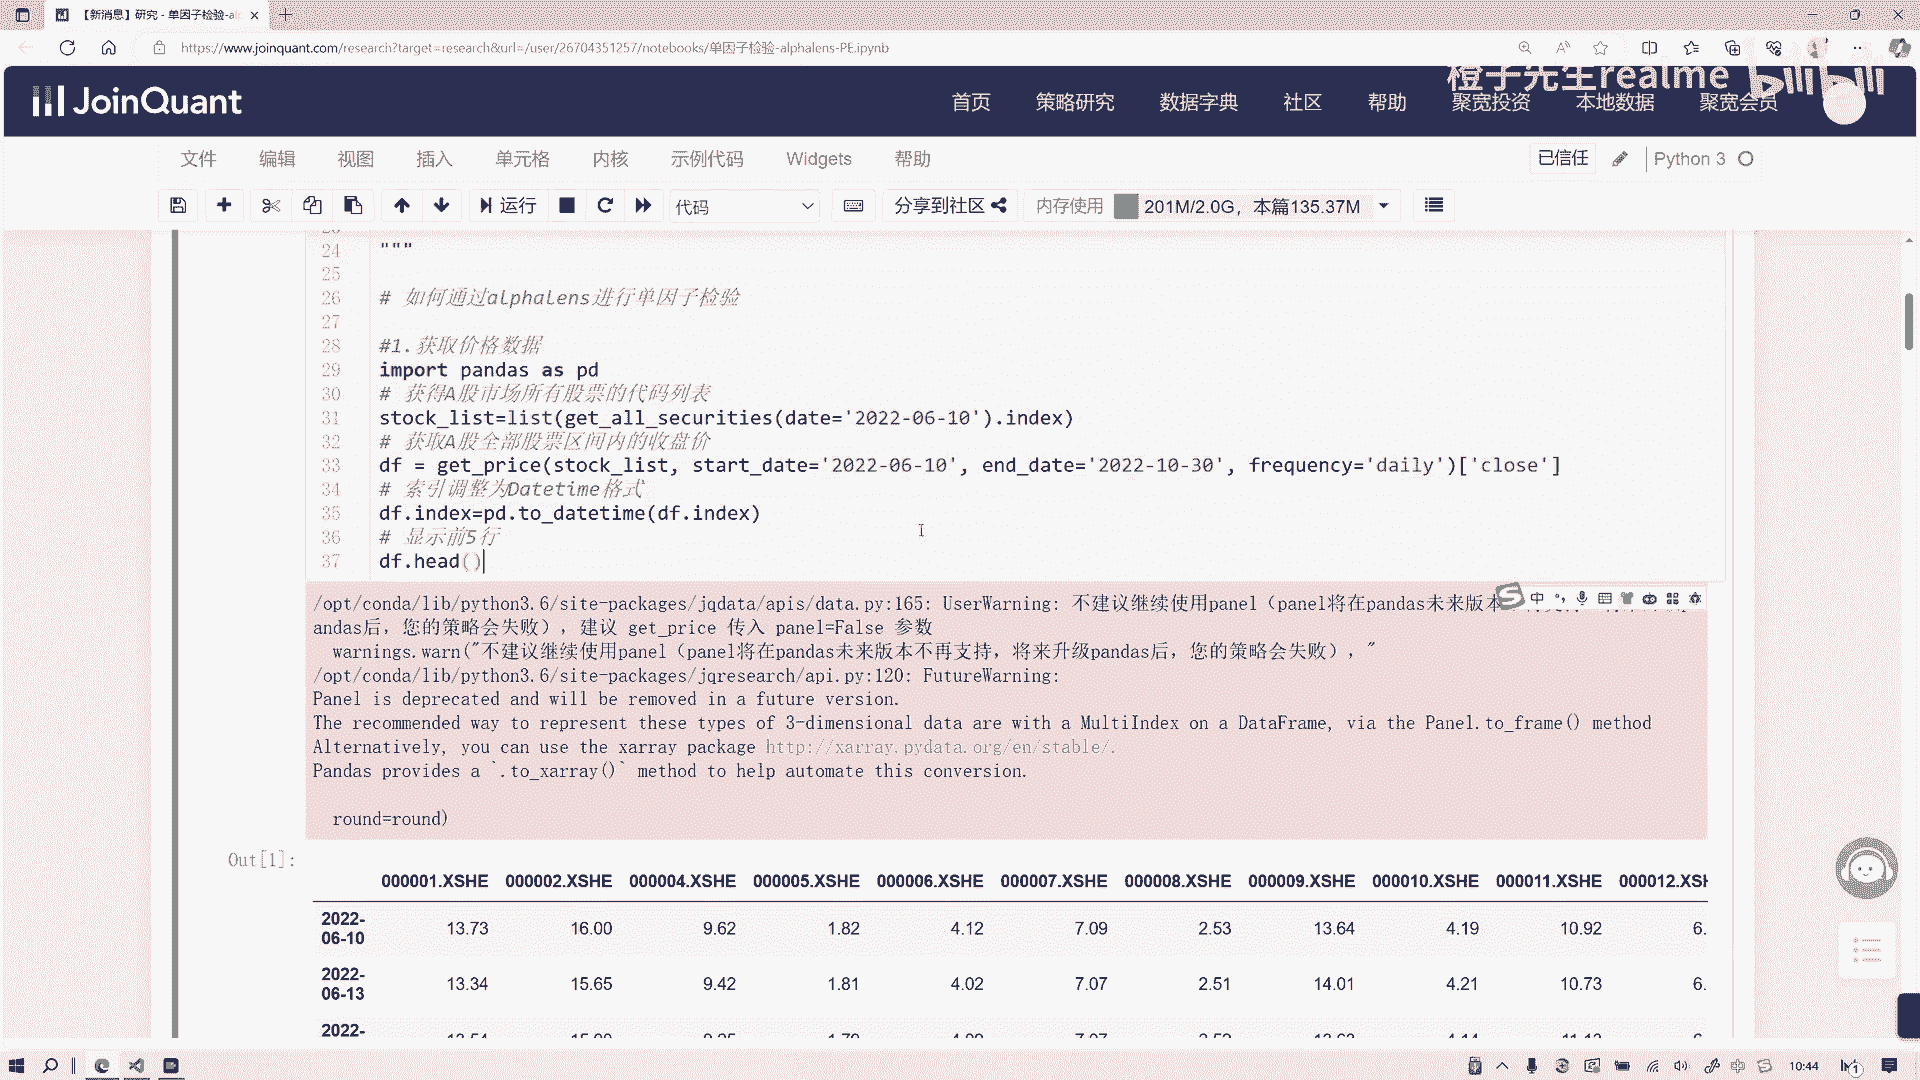 【新消息】研究 - 单因子检验-al
https://www.joinquant.com/research?target=research&url=/user/26704351257/notebooks/单因子检验-alphalens-PE.ipynb
橙子先生realme bilibili
JoinQuant
首页 策略研究 数据字典 社区 帮助 聚宽投资 本地数据 聚宽会员
文件 编辑 视图 插入 单元格 内核 示例代码 Widgets 帮助
已信任 Python 3
运行 代码 分享到社区 内存使用 201M/2.0G，本篇135.37M
24 """
25
26 # 如何通过alphalens进行单因子检验
27
28 #1.获取价格数据
29 import pandas as pd
30 # 获得A股市场所有股票的代码列表
31 stock_list=list(get_all_securities(date='2022-06-10').index)
32 # 获取A股全部股票区间内的收盘价
33 df = get_price(stock_list, start_date='2022-06-10', end_date='2022-10-30', frequency='daily')['close']
34 # 索引调整为Datetime格式
35 df.index=pd.to_datetime(df.index)
36 # 显示前5行
37 df.head()
/opt/conda/lib/python3.6/site-packages/jqdata/apis/data.py:165: UserWarning: 不建议继续使用panel（panel将在pandas未来版本
中
andas后，您的策略会失败），建议 get_price 传入 panel=False 参数
warnings.warn("不建议继续使用panel（panel将在pandas未来版本不再支持，将来升级pandas后，您的策略会失败），"
/opt/conda/lib/python3.6/site-packages/jqresearch/api.py:120: FutureWarning:
Panel is deprecated and will be removed in a future version.
The recommended way to represent these types of 3-dimensional data are with a MultiIndex on a DataFrame, via the Panel.to_frame() method
Alternatively, you can use the xarray package http://xarray.pydata.org/en/stable/.
Pandas provides a `.to_xarray()` method to help automate this conversion.
round=round)
Out[1]:
000001.XSHE 000002.XSHE 000004.XSHE 000005.XSHE 000006.XSHE 000007.XSHE 000008.XSHE 000009.XSHE 000010.XSHE 000011.XSHE 000012.XSH
2022-06-10 13.73 16.00 9.62 1.82 4.12 7.09 2.53 13.64 4.19 10.92 6.
2022-06-13 13.34 15.65 9.42 1.81 4.02 7.07 2.51 14.01 4.21 10.73 6.
2022-
10:44